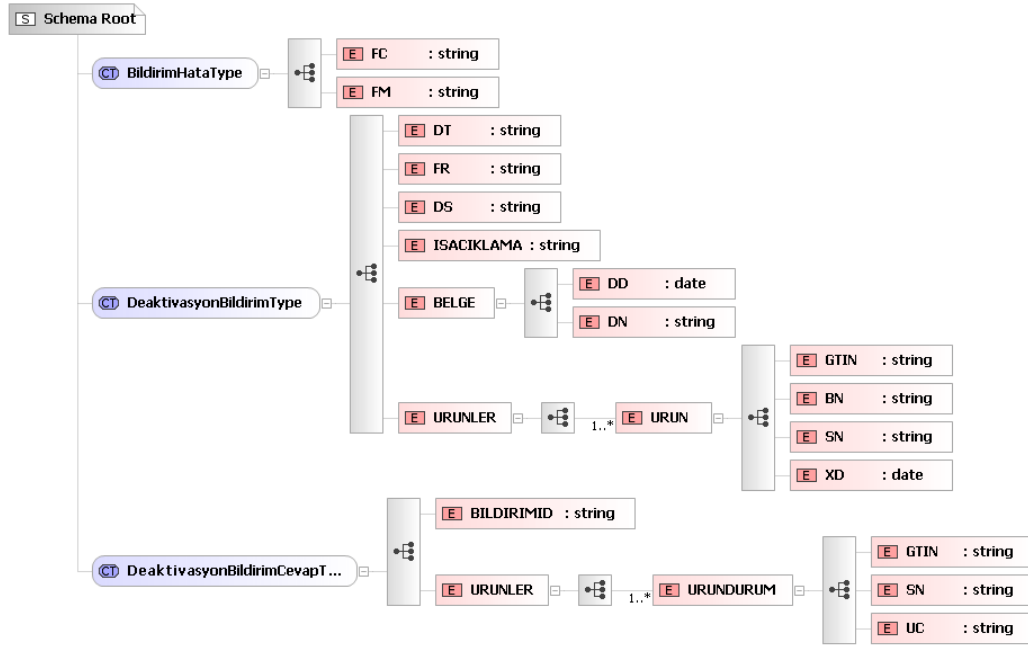 S Schema Root
CT BildirimHataType
E FC : string
E FM : string
CT DeaktivasyonBildirimType
E DT : string
E FR : string
E DS : string
E ISACIKLAMA : string
E BELGE
E DD : date
E DN : string
E URUNLER
1..*
E URUN
E GTIN : string
E BN : string
E SN : string
E XD : date
CT DeaktivasyonBildirimCevapT...
E BILDIRIMID : string
E URUNLER
1..*
E URUNDURUM
E GTIN : string
E SN : string
E UC : string